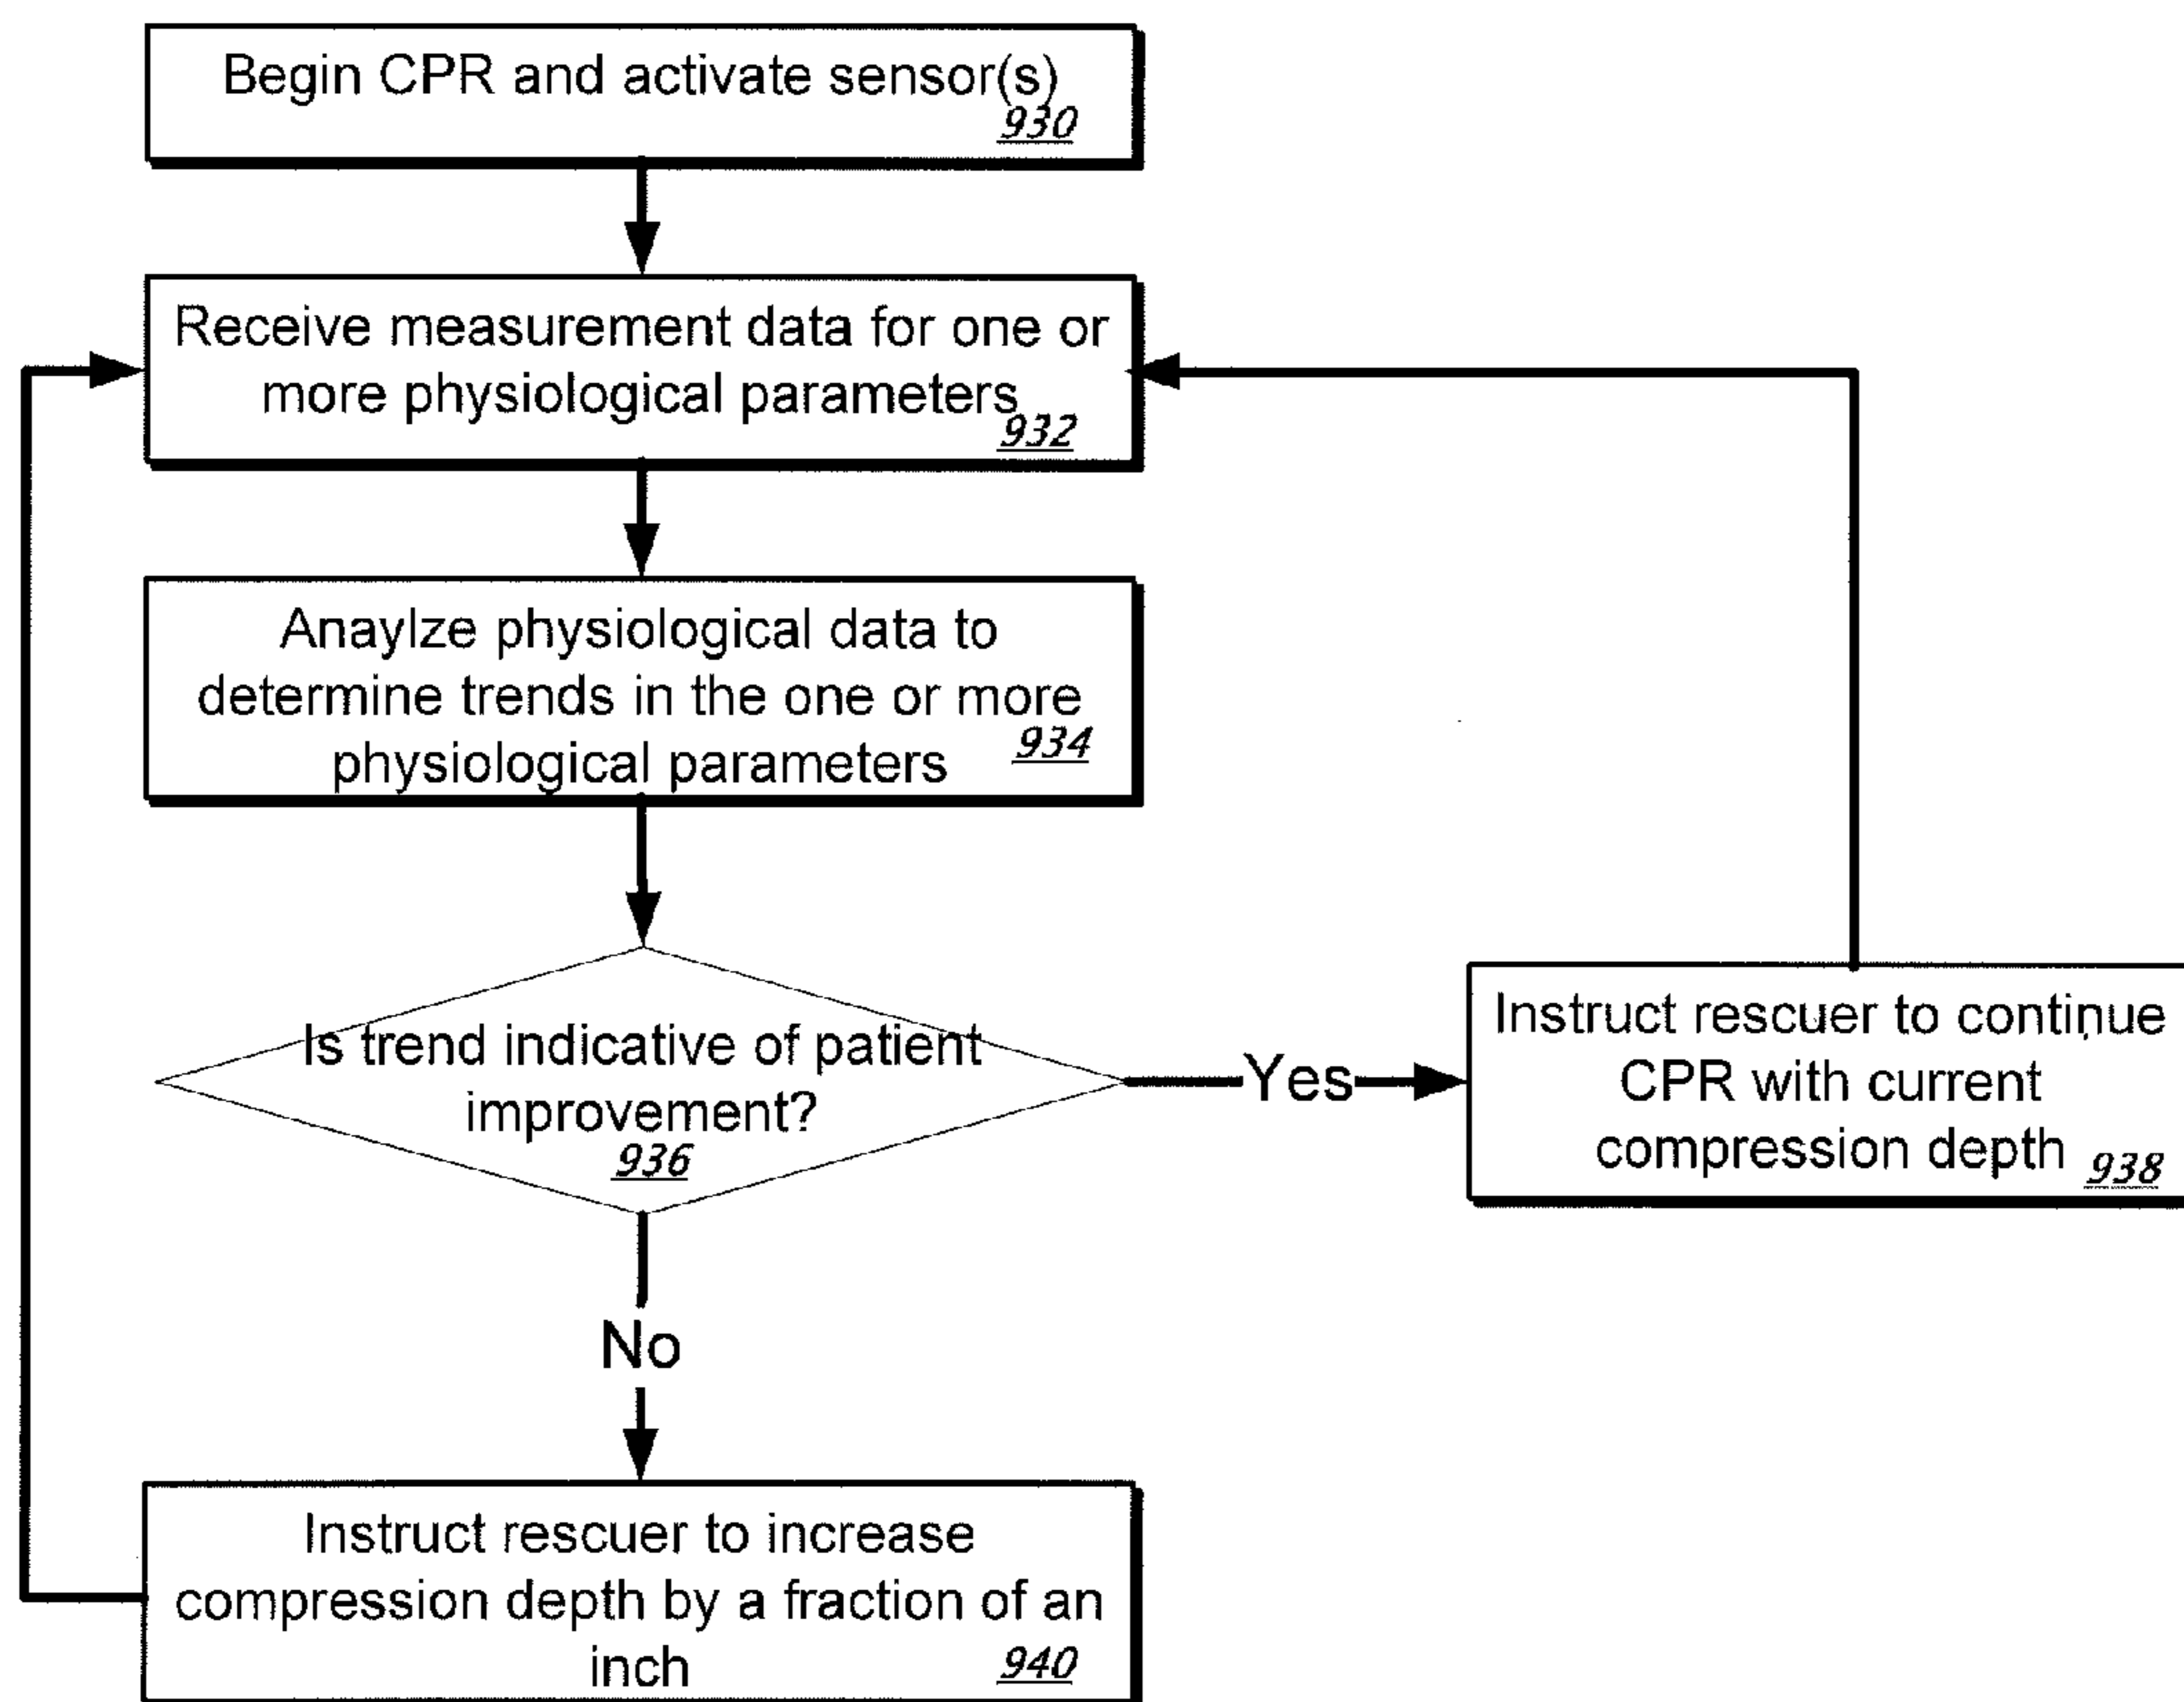 Begin CPR and activate sensor(s)
930
Receive measurement data for one or
more physiological parameters
932
Anaylze physiological data to
determine trends in the one or more
physiological parameters 934
Is trend indicative of patient
improvement?
936
Yes
Instruct rescuer to continue
CPR with current
compression depth 938
No
Instruct rescuer to increase
compression depth by a fraction of an
inch 940